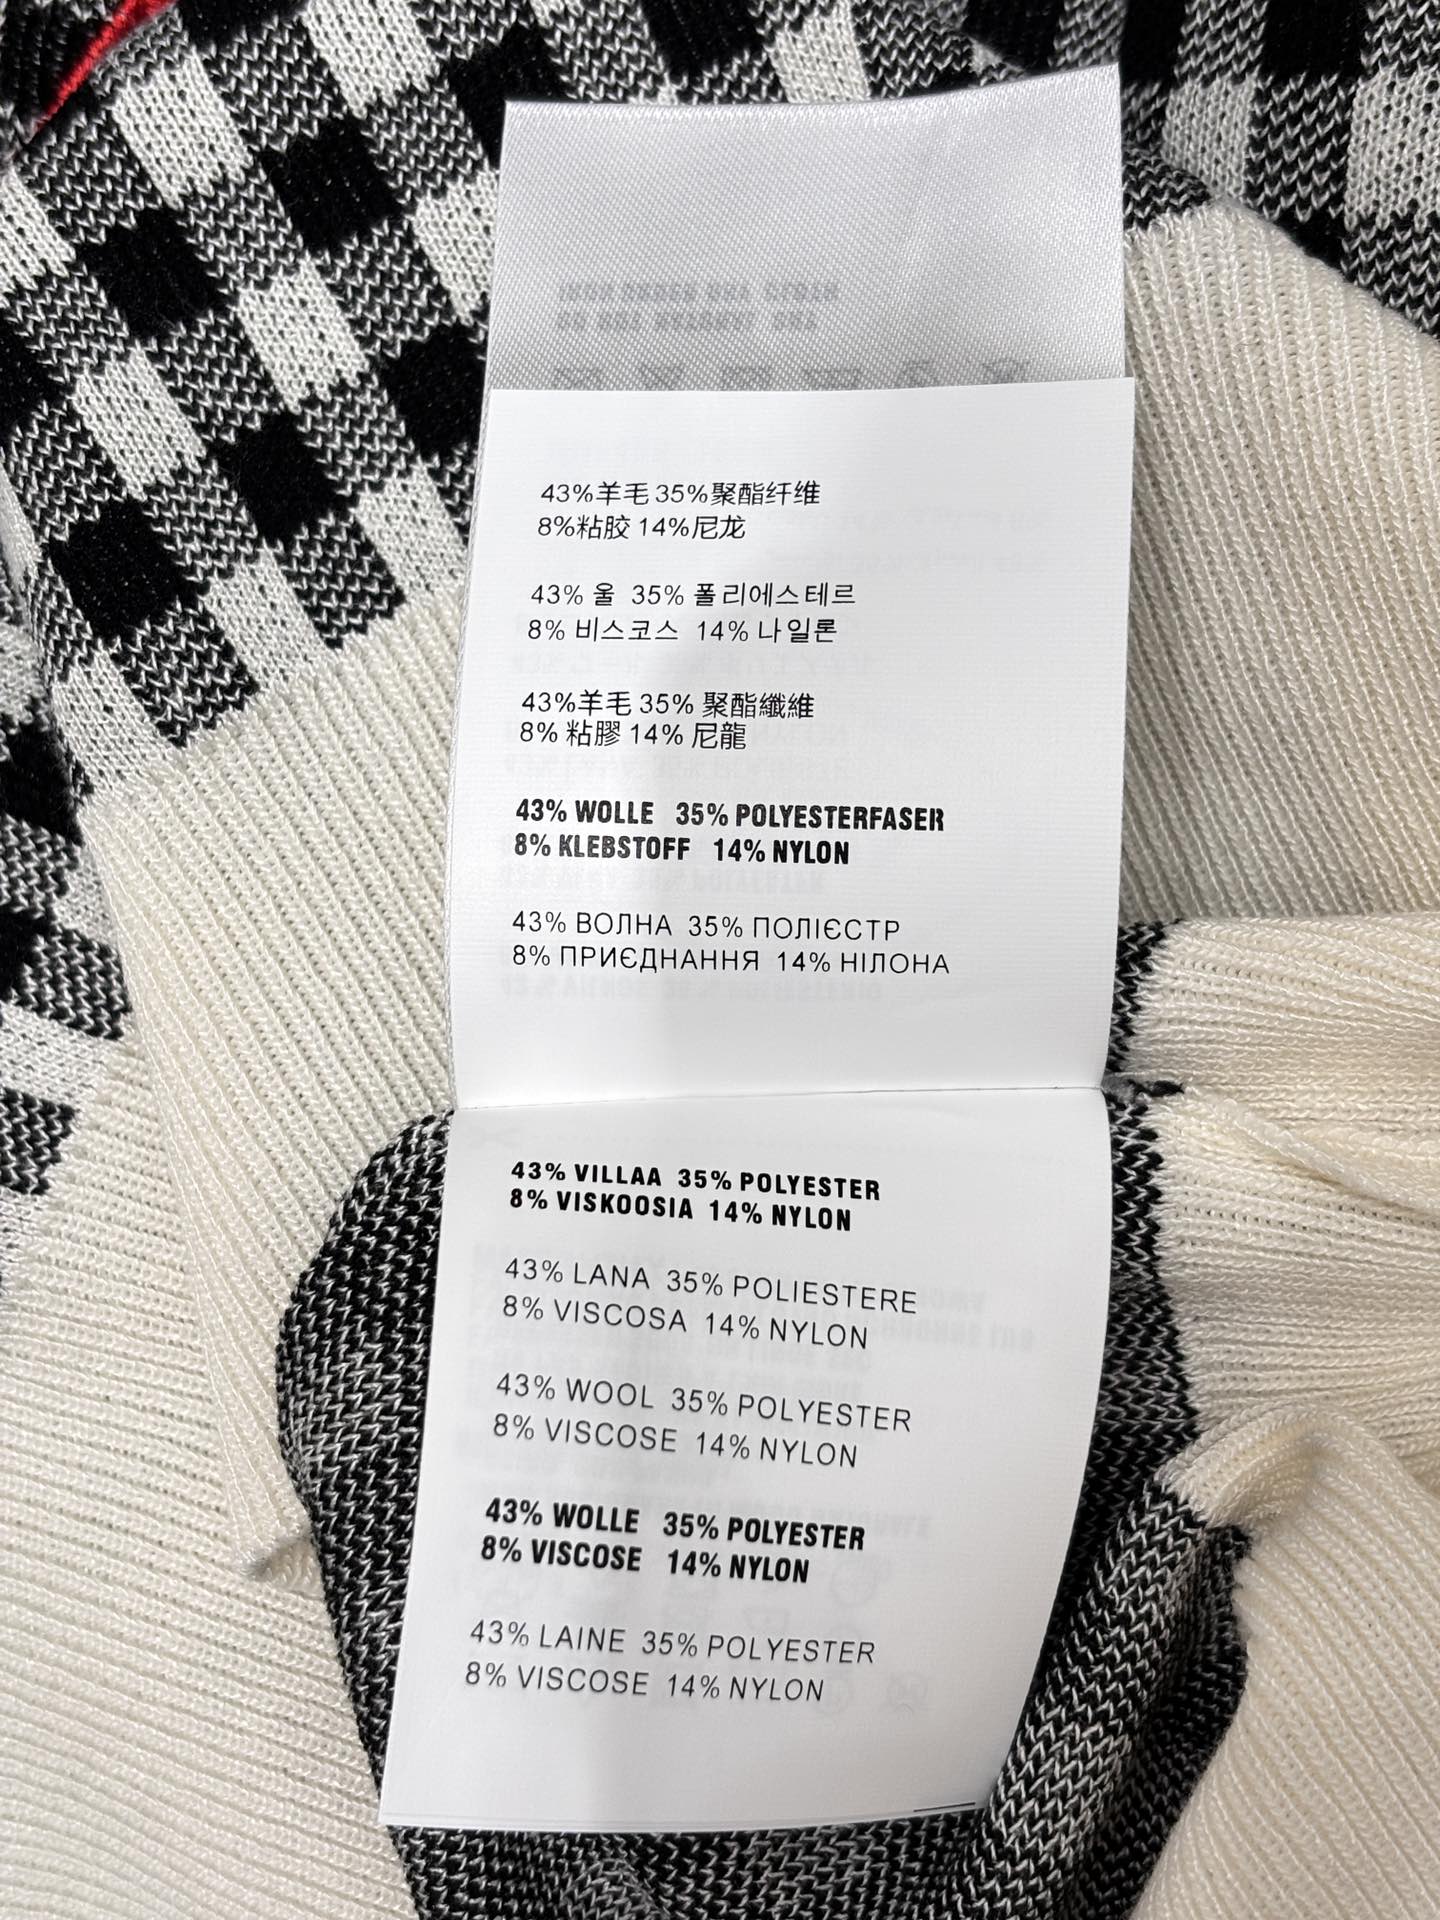 43%羊毛 35%聚酯纤维
8%粘胶 14%尼龙
43% 울 35% 폴리에스테르
8% 비스코스 14% 나일론
43%羊毛 35% 聚酯纖維
8% 粘膠 14% 尼龍
43% WOLLE 35% POLYESTERFASER
8% KLEBSTOFF 14% NYLON
43% ВОЛНА 35% ПОЛІЄСТР
8% ПРИЄДНАННЯ 14% НІЛОНА
43% VILLAA 35% POLYESTER
8% VISKOOSIA 14% NYLON
43% LANA 35% POLIESTERE
8% VISCOSA 14% NYLON
43% WOOL 35% POLYESTER
8% VISCOSE 14% NYLON
43% WOLLE 35% POLYESTER
8% VISCOSE 14% NYLON
43% LAINE 35% POLYESTER
8% VISCOSE 14% NYLON